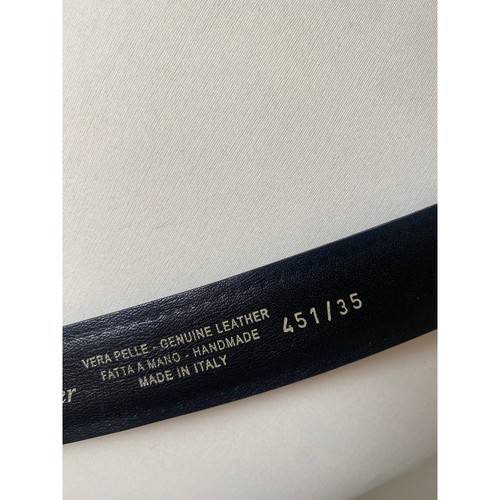 VERA PELLE - GENUINE LEATHER
FATTA A MANO - HANDMADE
MADE IN ITALY
451/35